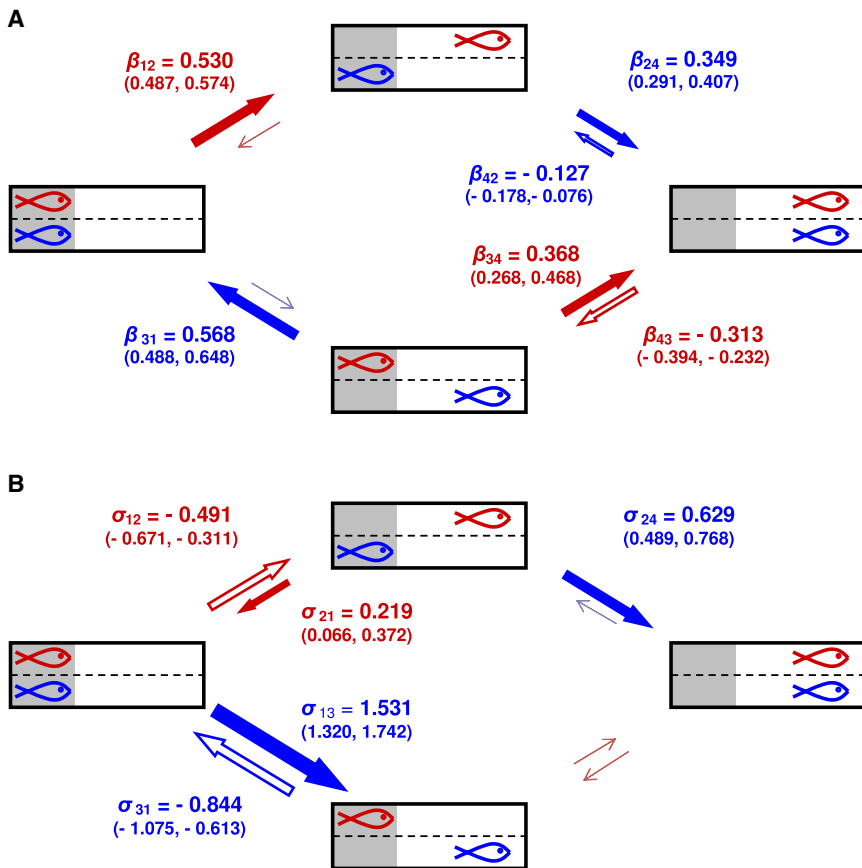 A
β12 = 0.530
(0.487, 0.574)
β24 = 0.349
(0.291, 0.407)
β42 = - 0.127
(- 0.178,- 0.076)
β34 = 0.368
(0.268, 0.468)
β31 = 0.568
(0.488, 0.648)
β43 = - 0.313
(- 0.394, - 0.232)
B
σ12 = - 0.491
(- 0.671, - 0.311)
σ24 = 0.629
(0.489, 0.768)
σ21 = 0.219
(0.066, 0.372)
σ13 = 1.531
(1.320, 1.742)
σ31 = - 0.844
(- 1.075, - 0.613)